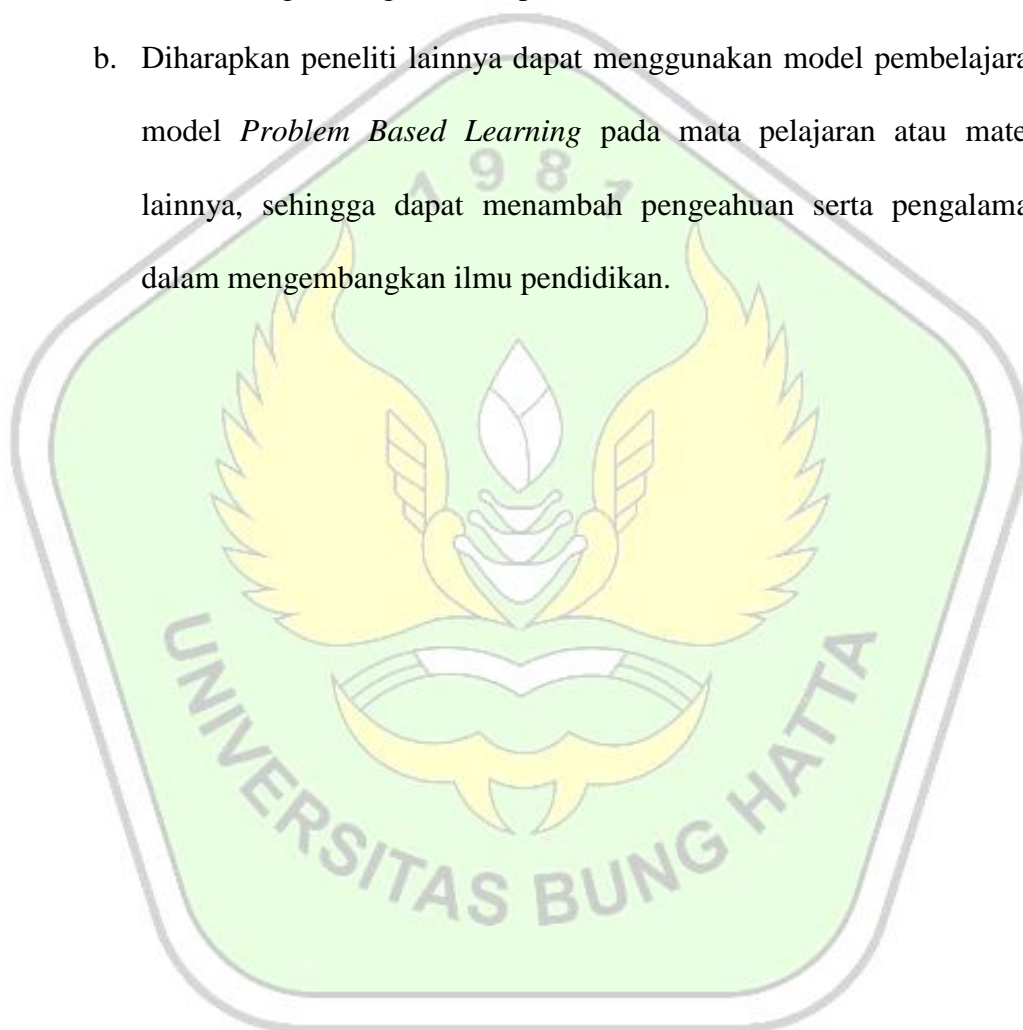 b. Diharapkan peneliti lainnya dapat menggunakan model pembelajara
model Problem Based Learning pada mata pelajaran atau mate
lainnya, sehingga dapat menambah pengeahuan serta pengalama
dalam mengembangkan ilmu pendidikan.
1981
UNIVERSITAS BUNG HATTA